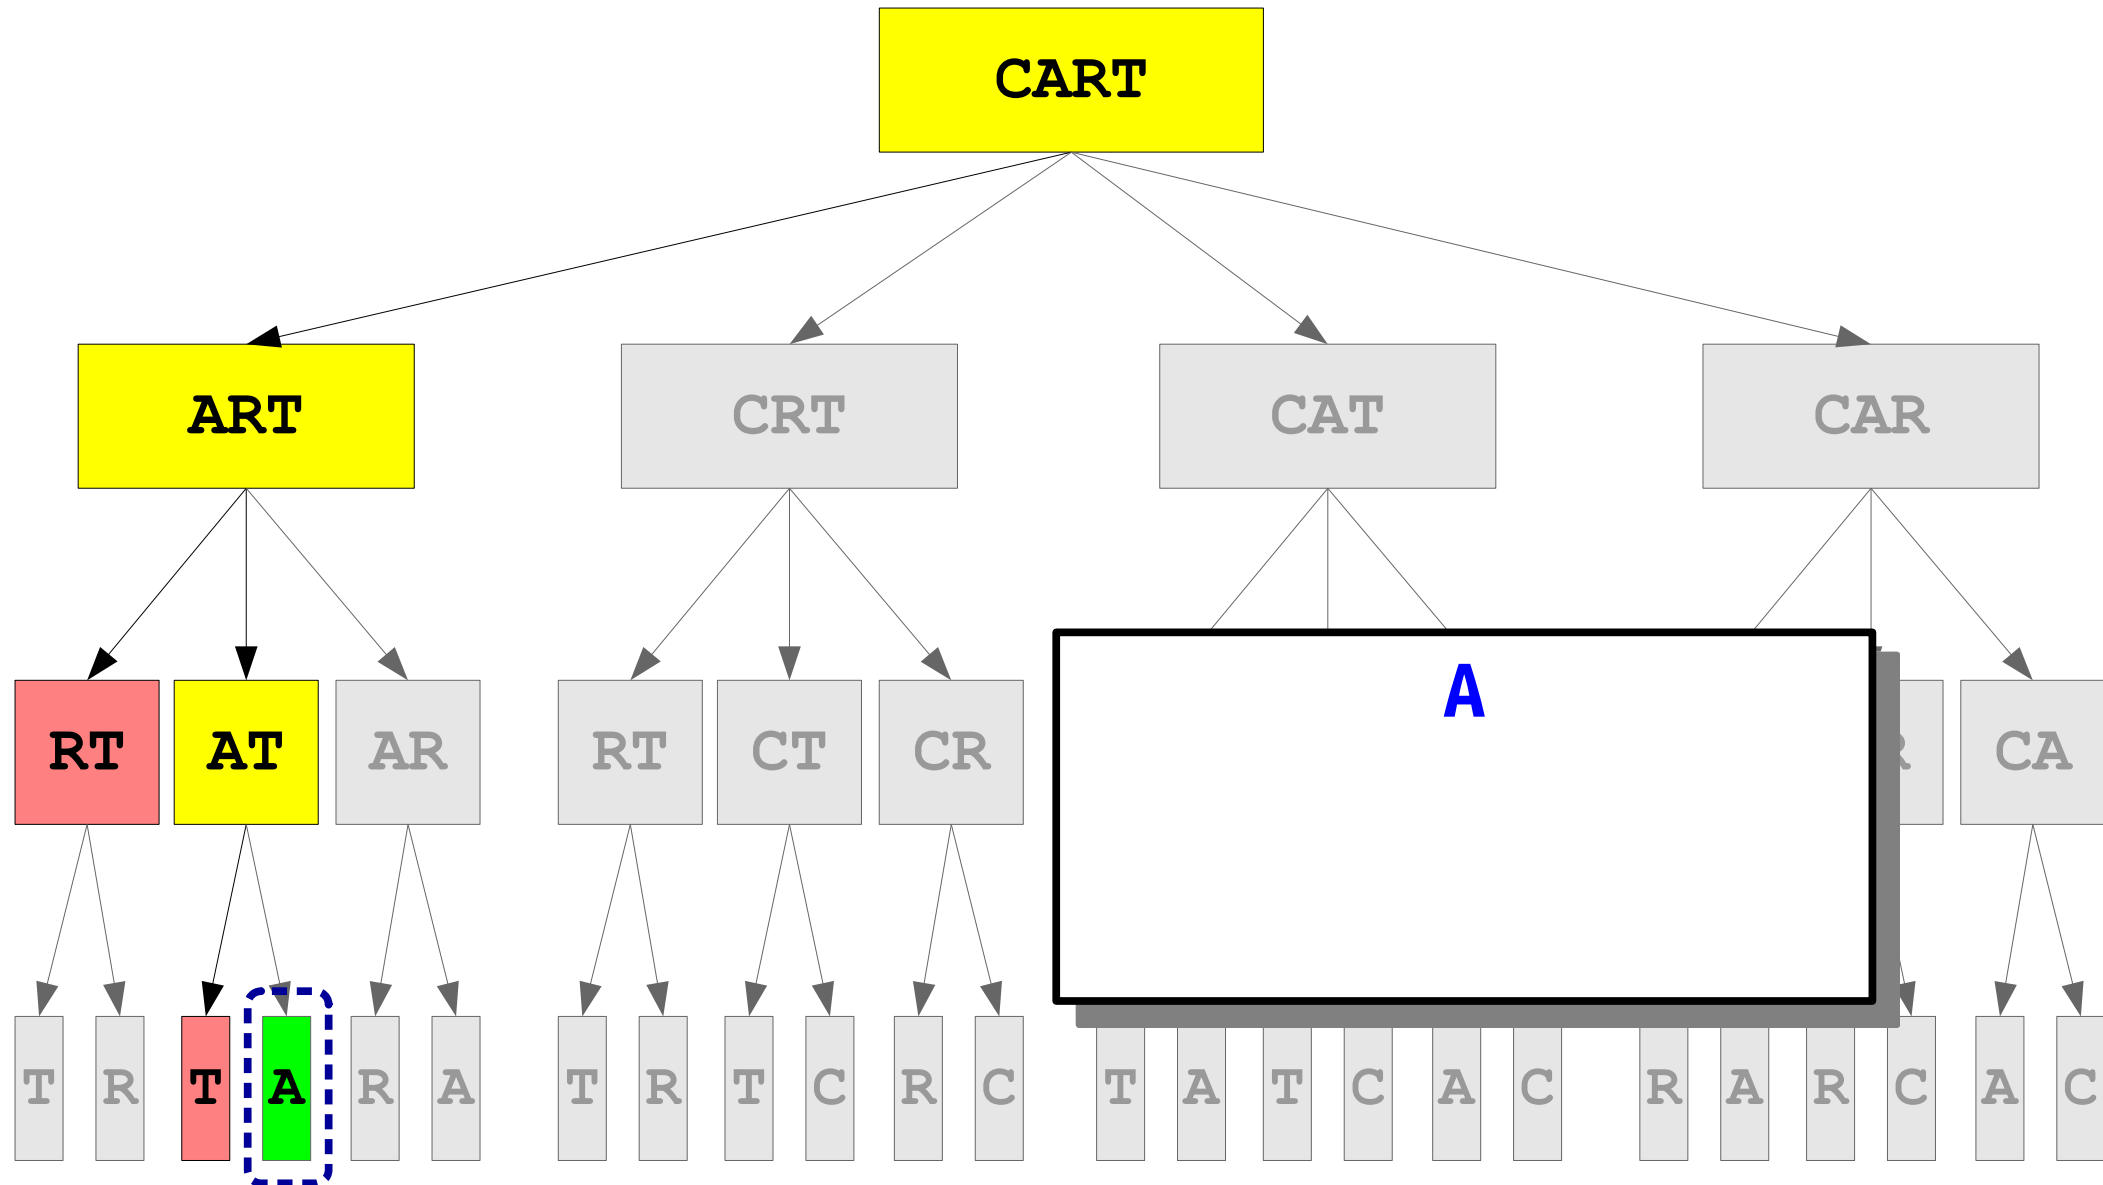 CART
ART CRT CAT CAR
A
RT AT AR RT CT CR CA
T R T A R A T R T C R C T A T C A C R A R C A C